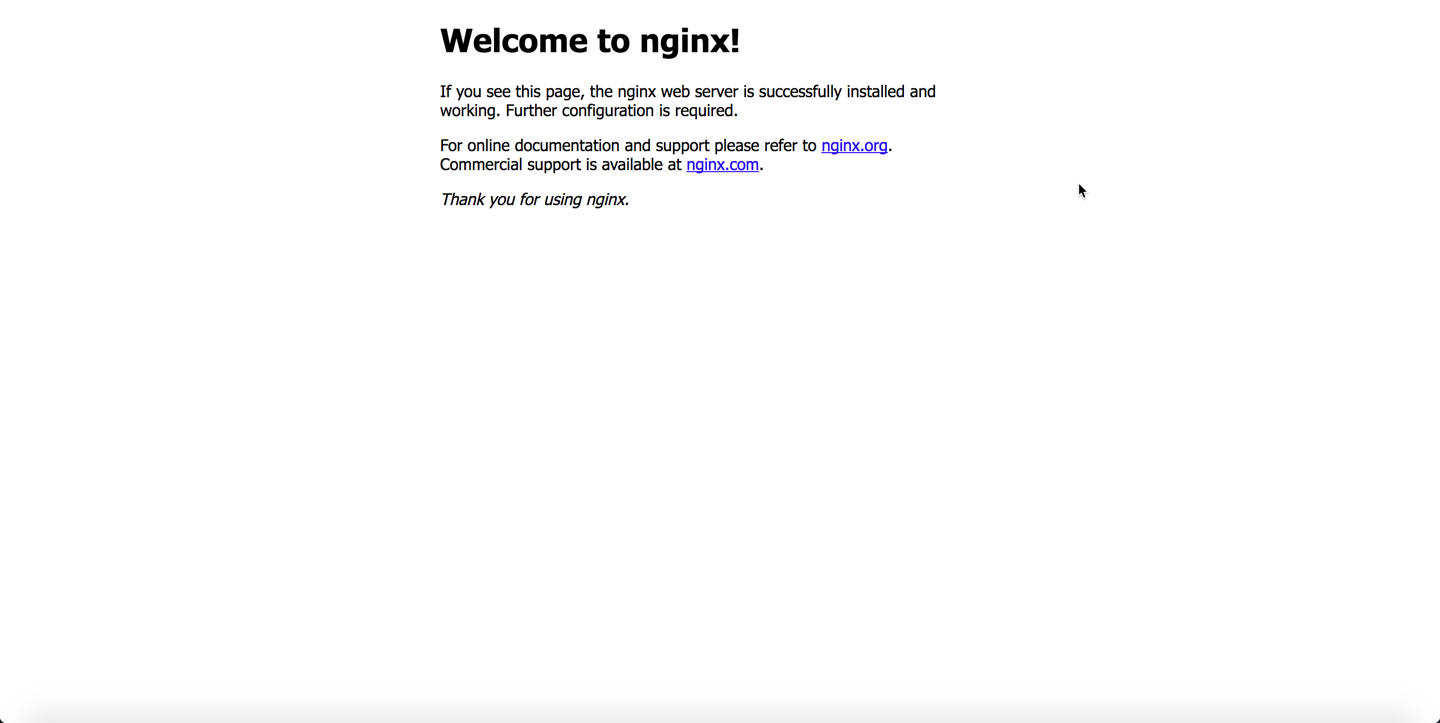 Welcome to nginx!
If you see this page, the nginx web server is successfully installed and
working. Further configuration is required.
For online documentation and support please refer to nginx.org.
Commercial support is available at nginx.com.
Thank you for using nginx.